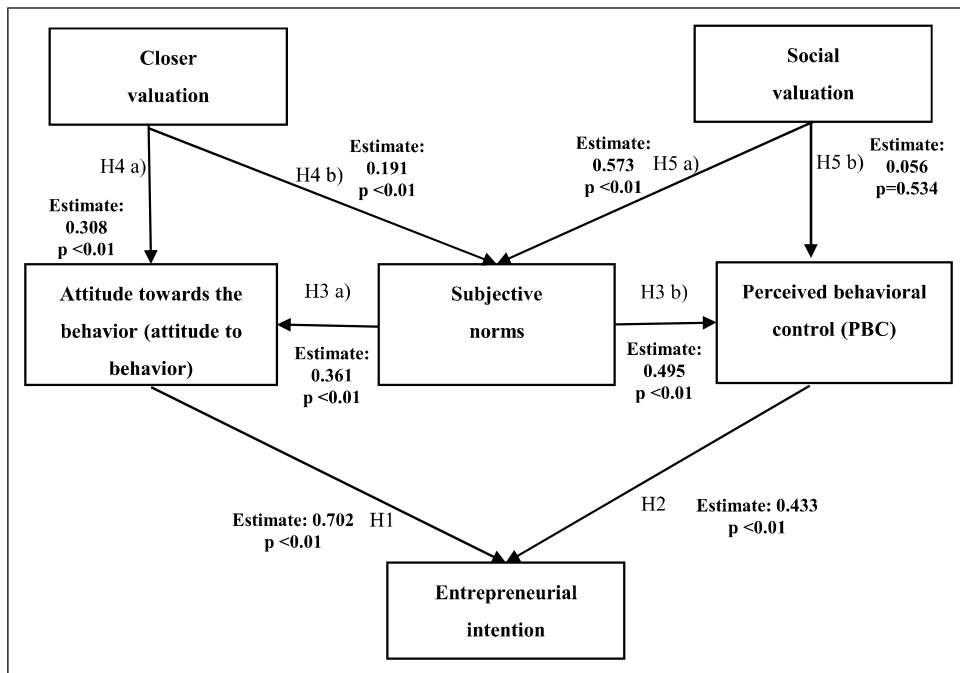 Closer
valuation
Social
valuation
H4 a)
H4 b)
Estimate:
0.191
p <0.01
Estimate:
0.573
p <0.01
H5 a)
H5 b)
Estimate:
0.056
p=0.534
Estimate:
0.308
p <0.01
Attitude towards the
behavior (attitude to
behavior)
H3 a)
Estimate:
0.361
p <0.01
Subjective
norms
H3 b)
Estimate:
0.495
p <0.01
Perceived behavioral
control (PBC)
Estimate: 0.702
p <0.01
H1
H2
Estimate: 0.433
p <0.01
Entrepreneurial
intention